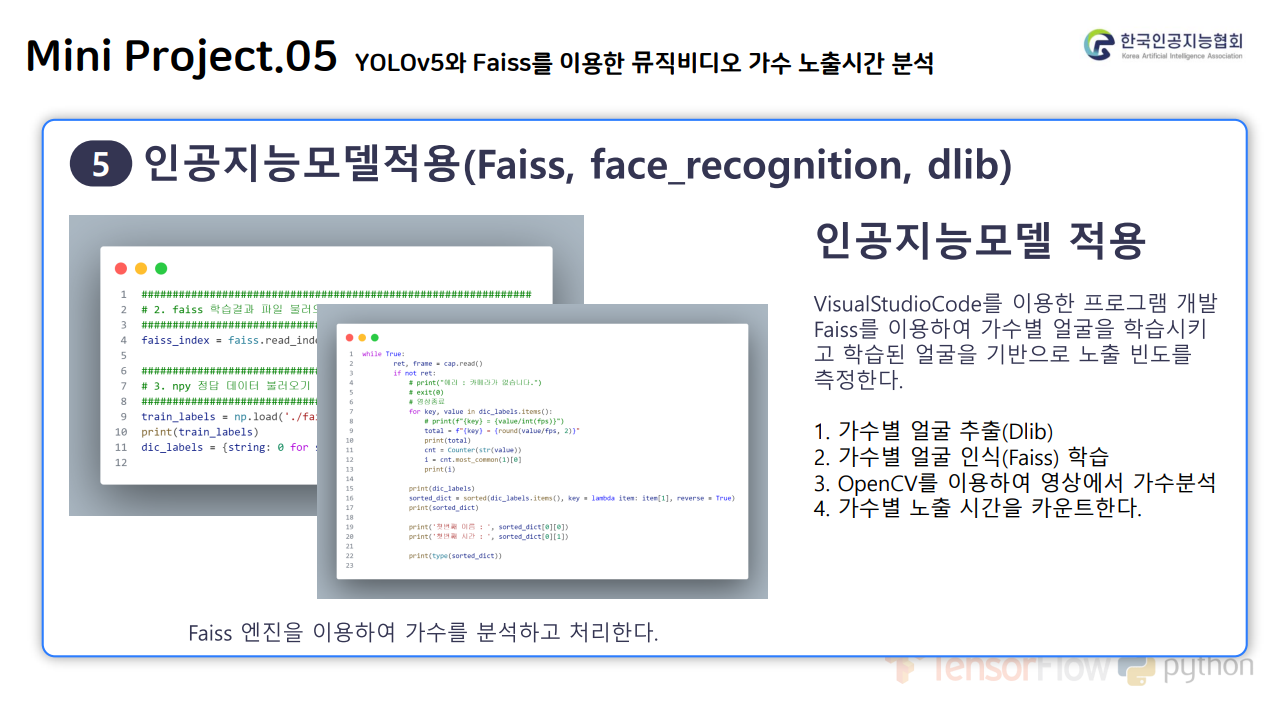 Mini Project.05 YOLOv5와 Faiss를 이용한 뮤직비디오 가수 노출시간 분석
한국인공지능협회
Korea Artificial Intelligence Association
5 인공지능모델적용(Faiss, face_recognition, dlib)
1 ###############################################################
2 # 2. faiss 학습결과 파일 불러오
3 #############################
4 faiss_index = faiss.read_inde
5
6 #############################
7 # 3. npy 정답 데이터 불러오기
8 #############################
9 train_labels = np.load('./fai
10 print(train_labels)
11 dic_labels = {string: 0 for s
12
1 while True:
2 ret, frame = cap.read()
3 if not ret:
4 # print("에러 : 카메라가 없습니다.")
5 # exit(0)
6 # 영상종료
7 for key, value in dic_labels.items():
8 # print(f"{key} = {value/int(fps)}")
9 total = f"{key} = {round(value/fps, 2)}"
10 print(total)
11 cnt = Counter(str(value))
12 i = cnt.most_common(1)[0]
13 print(i)
14
15 print(dic_labels)
16 sorted_dict = sorted(dic_labels.items(), key = lambda item: item[1], reverse = True)
17 print(sorted_dict)
18
19 print('첫번째 이름 : ', sorted_dict[0][0])
20 print('첫번째 시간 : ', sorted_dict[0][1])
21
22 print(type(sorted_dict))
23
Faiss 엔진을 이용하여 가수를 분석하고 처리한다.
인공지능모델 적용
VisualStudioCode를 이용한 프로그램 개발
Faiss를 이용하여 가수별 얼굴을 학습시키
고 학습된 얼굴을 기반으로 노출 빈도를
측정한다.
1. 가수별 얼굴 추출(Dlib)
2. 가수별 얼굴 인식(Faiss) 학습
3. OpenCV를 이용하여 영상에서 가수분석
4. 가수별 노출 시간을 카운트한다.
TensorFlow python